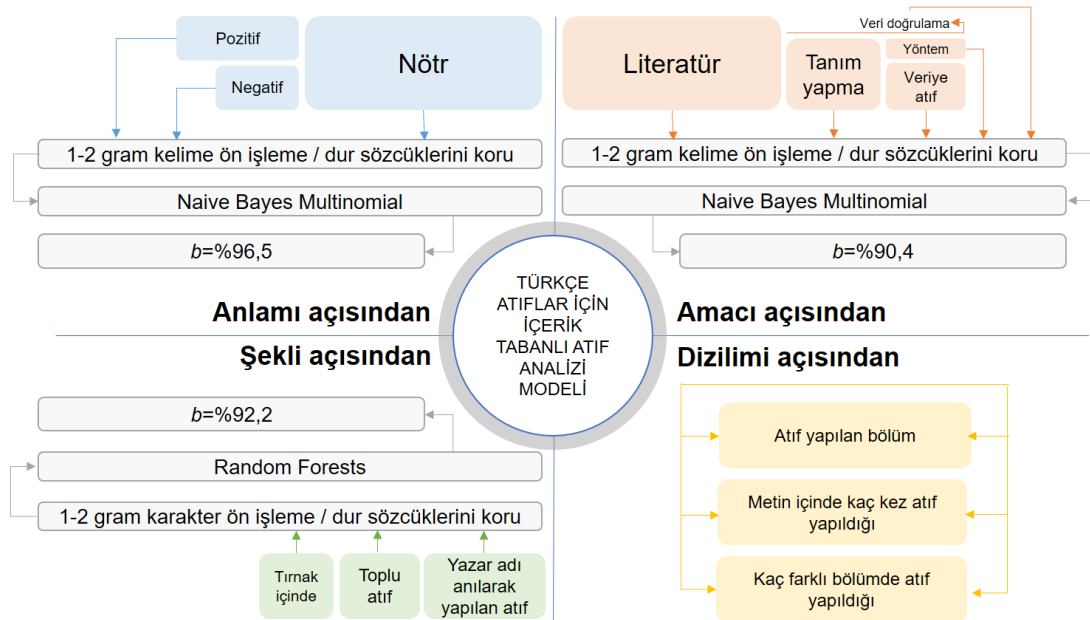 Pozitif
Negatif
Nötr
1-2 gram kelime ön işleme / dur sözcüklerini koru
Naive Bayes Multinomial
b=%96,5
Anlamı açısından
Literatür
Tanım
yapma
Veri doğrulama
Yöntem
Veriye
atıf
1-2 gram kelime ön işleme / dur sözcüklerini koru
Naive Bayes Multinomial
b=%90,4
Amacı açısından
TÜRKÇE
ATIFLAR İÇİN
İÇERİK
TABANLI ATIF
ANALİZİ
MODELİ
Şekli açısından
b=%92,2
Random Forests
1-2 gram karakter ön işleme / dur sözcüklerini koru
Tırnak
içinde
Toplu
atıf
Yazar adı
anılarak
yapılan atıf
Dizilimi açısından
Atıf yapılan bölüm
Metin içinde kaç kez atıf
yapıldığı
Kaç farklı bölümde atıf
yapıldığı